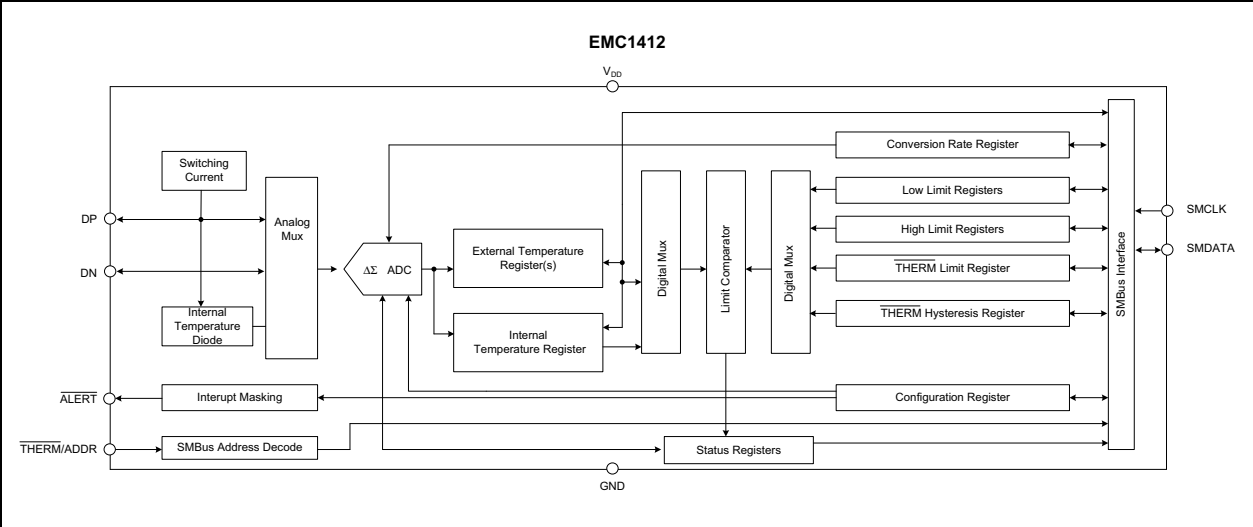 EMC1412
VDD
Switching
Current
Conversion Rate Register
Analog
Mux
Low Limit Registers
DP
High Limit Registers
SMCLK
External Temperature
Register(s)
SMDATA
DN
ΔΣ ADC
Digital Mux
Limit Comparator
Digital Mux
THERM Limit Register
SMBus Interface
Internal
Temperature
Diode
Internal
Temperature Register
THERM Hysteresis Register
ALERT
Interupt Masking
Configuration Register
THERM/ADDR
SMBus Address Decode
Status Registers
GND